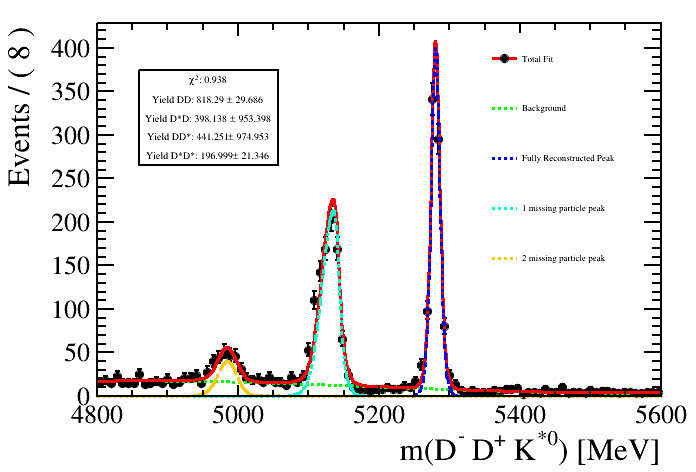 Events / ( 8 )
400
350
300
250
200
150
100
50
0
χ²: 0.938
Yield DD: 818.29 ± 29.686
Yield D*D: 398.138 ± 953.398
Yield DD*: 441.251± 974.953
Yield D*D*: 196.999± 21.346
Total Fit
Background
Fully Reconstructed Peak
1 missing particle peak
2 missing particle peak
4800 5000 5200 5400 5600
m(D⁻ D⁺ K*⁰) [MeV]